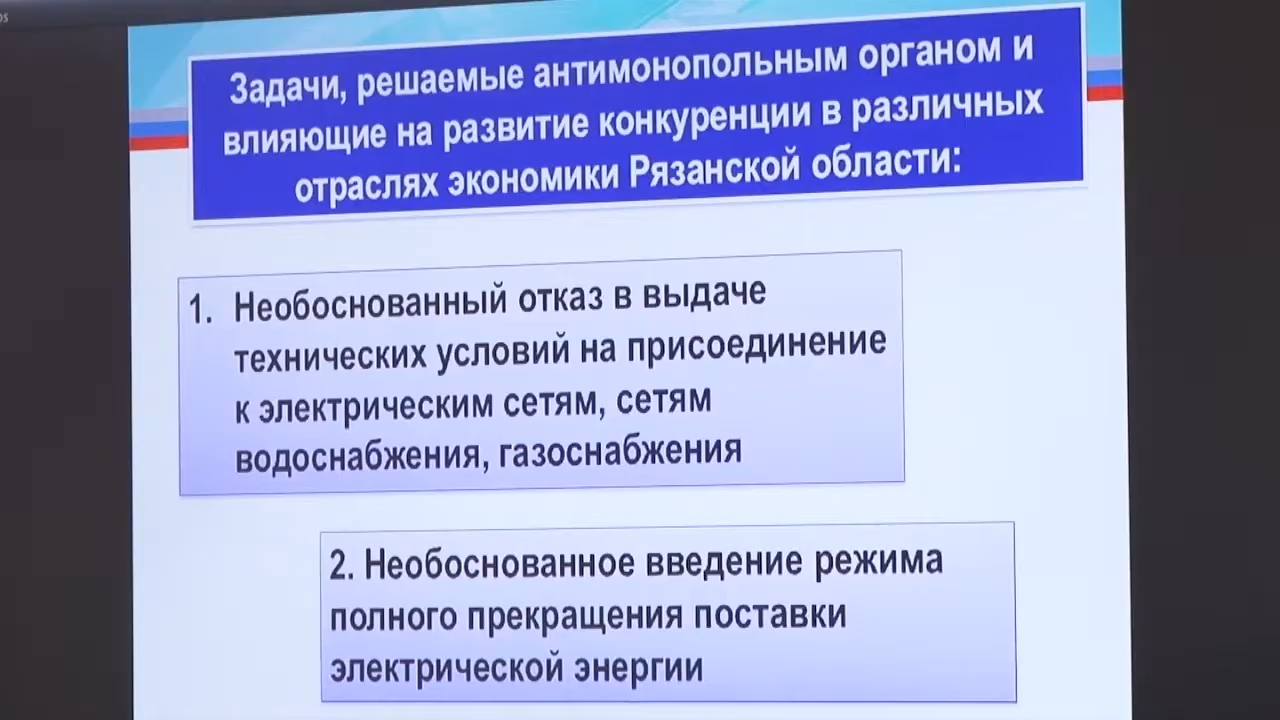 Задачи, решаемые антимонопольным органом и
влияющие на развитие конкуренции в различных
отраслях экономики Рязанской области:
1. Необоснованный отказ в выдаче
технических условий на присоединение
к электрическим сетям, сетям
водоснабжения, газоснабжения
2. Необоснованное введение режима
полного прекращения поставки
электрической энергии